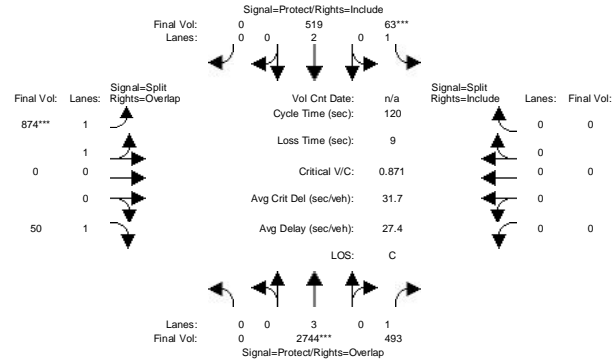 Signal=Protect/Rights=Include
Final Vol: 0 519 63***
Lanes: 0 0 2 0 1
Signal=Split Signal=Split
Final Vol: Lanes: Rights=Overlap Vol Cnt Date: n/a Rights=Include Lanes: Final Vol:
Cycle Time (sec): 120
874*** 1 0 0
Loss Time (sec): 9
1 0
0 0 Critical V/C: 0.871 0 0
0 Avg Crit Del (sec/veh): 31.7 0
50 1 Avg Delay (sec/veh): 27.4 0 0
LOS: C
Lanes: 0 0 3 0 1
Final Vol: 0 2744*** 493
Signal=Protect/Rights=Overlap